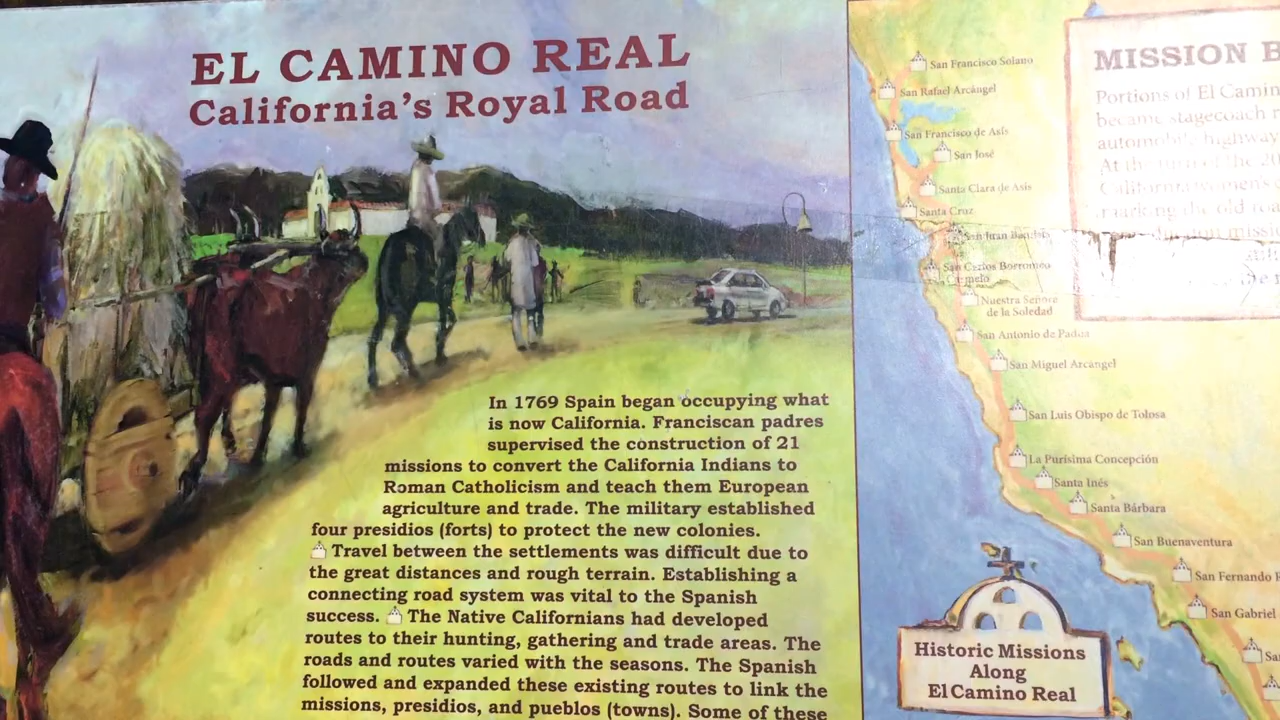 EL CAMINO REAL
California's Royal Road
In 1769 Spain began occupying what
is now California. Franciscan padres
supervised the construction of 21
missions to convert the California Indians to
Roman Catholicism and teach them European
agriculture and trade. The military established
four presidios (forts) to protect the new colonies.
Travel between the settlements was difficult due to
the great distances and rough terrain. Establishing a
connecting road system was vital to the Spanish
success. The Native Californians had developed
routes to their hunting, gathering and trade areas. The
roads and routes varied with the seasons. The Spanish
followed and expanded these existing routes to link the
missions, presidios, and pueblos (towns). Some of these
San Francisco Solano
San Rafael Arcángel
San Francisco de Asís
San José
Santa Clara de Asís
Santa Cruz
San Juan Bautista
San Carlos Borromeo
Nuestra Señora
de la Soledad
San Antonio de Padua
San Miguel Arcángel
San Luis Obispo de Tolosa
La Purísima Concepción
Santa Inés
Santa Bárbara
San Buenaventura
San Fernando
San Gabriel
Historic Missions
Along
El Camino Real
MISSION B
Portions of El Camin
became stagecoach
automobile highway
At the turn of the 20
California women's
marking the old roa